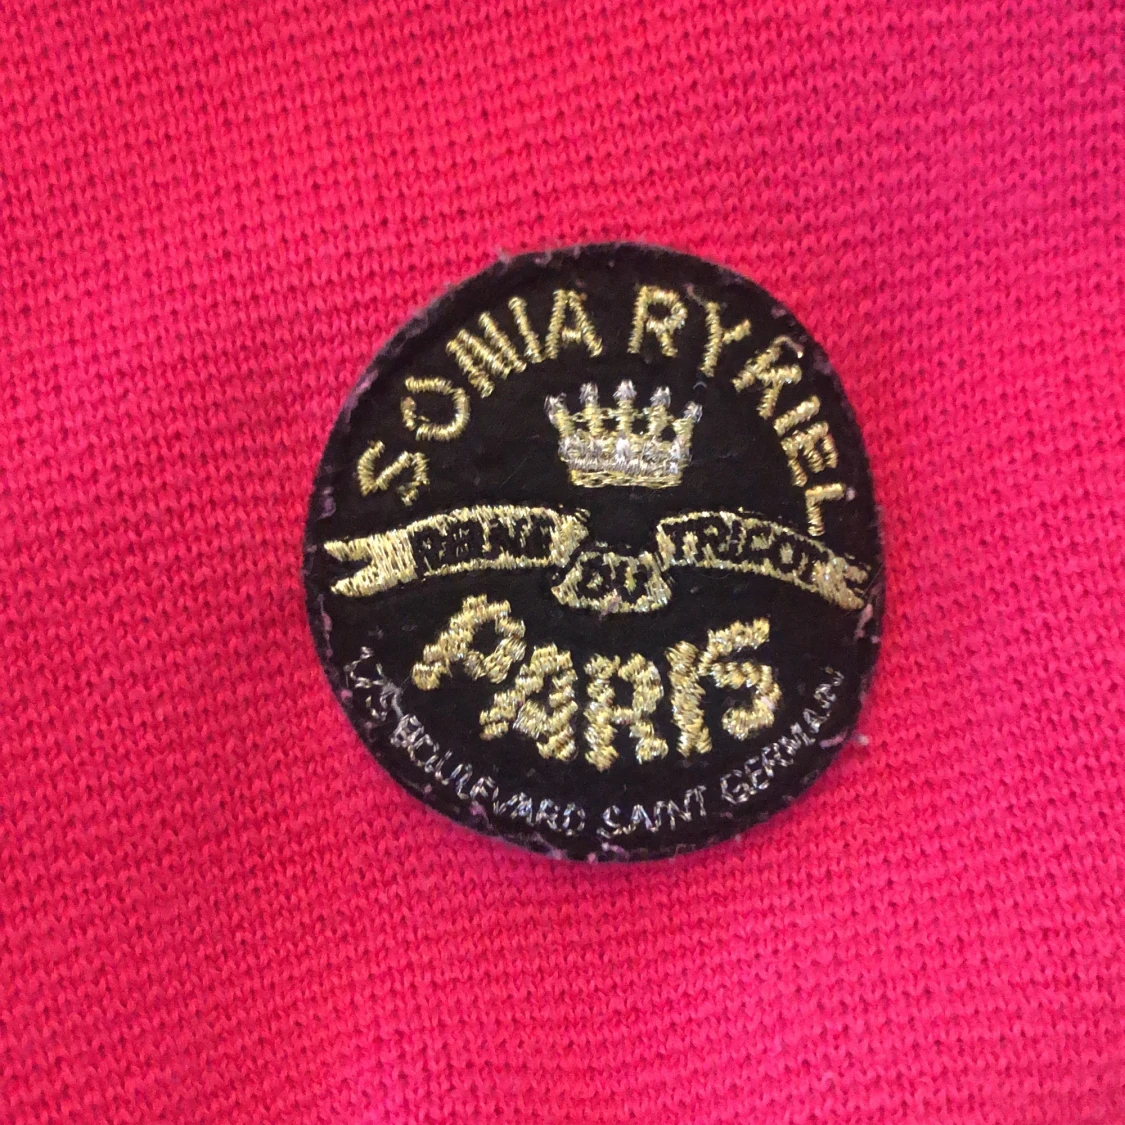 SONIA RYKIEL
REINE DU TRICOT
PARIS
175 BOULEVARD SAINT GERMAIN